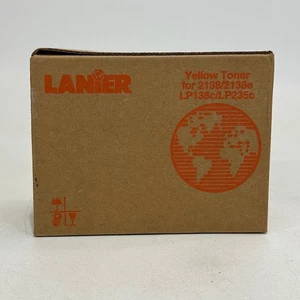 LANIER
Yellow Toner
for 2138/2138e
LP138c/LP235c